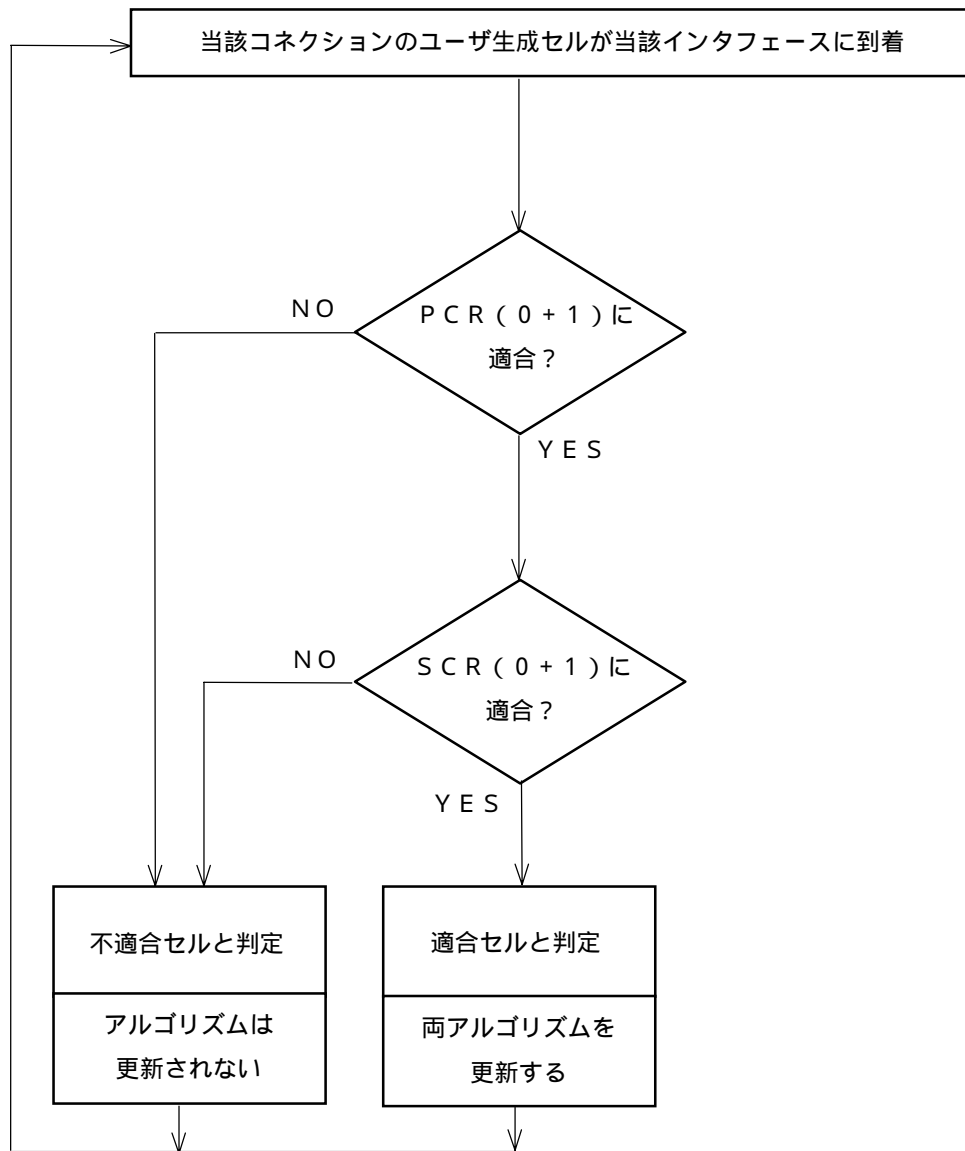 当該コネクションのユーザ生成セルが当該インタフェースに到着
NO
PCR(0+1)に
適合?
YES
NO
SCR(0+1)に
適合?
YES
不適合セルと判定
アルゴリズムは
更新されない
適合セルと判定
両アルゴリズムを
更新する